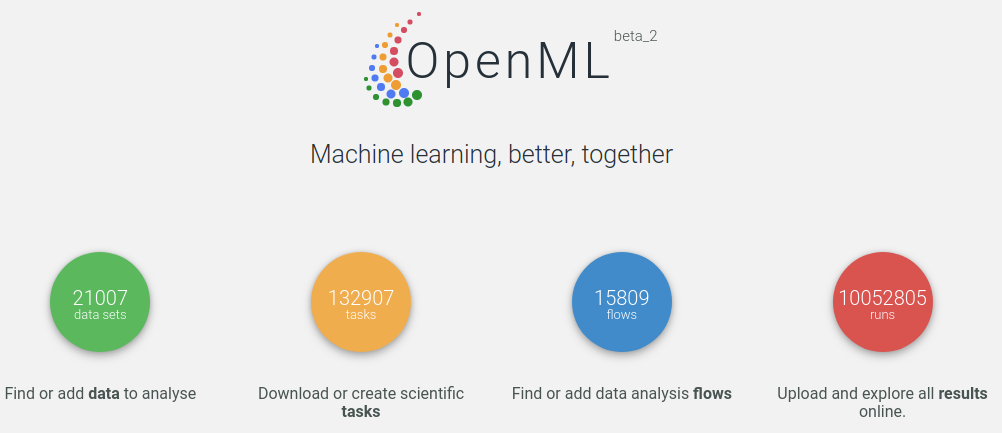 OpenML beta_2
Machine learning, better, together
21007
data sets
132907
tasks
15809
flows
10052805
runs
Find or add data to analyse
Download or create scientific
tasks
Find or add data analysis flows
Upload and explore all results
online.